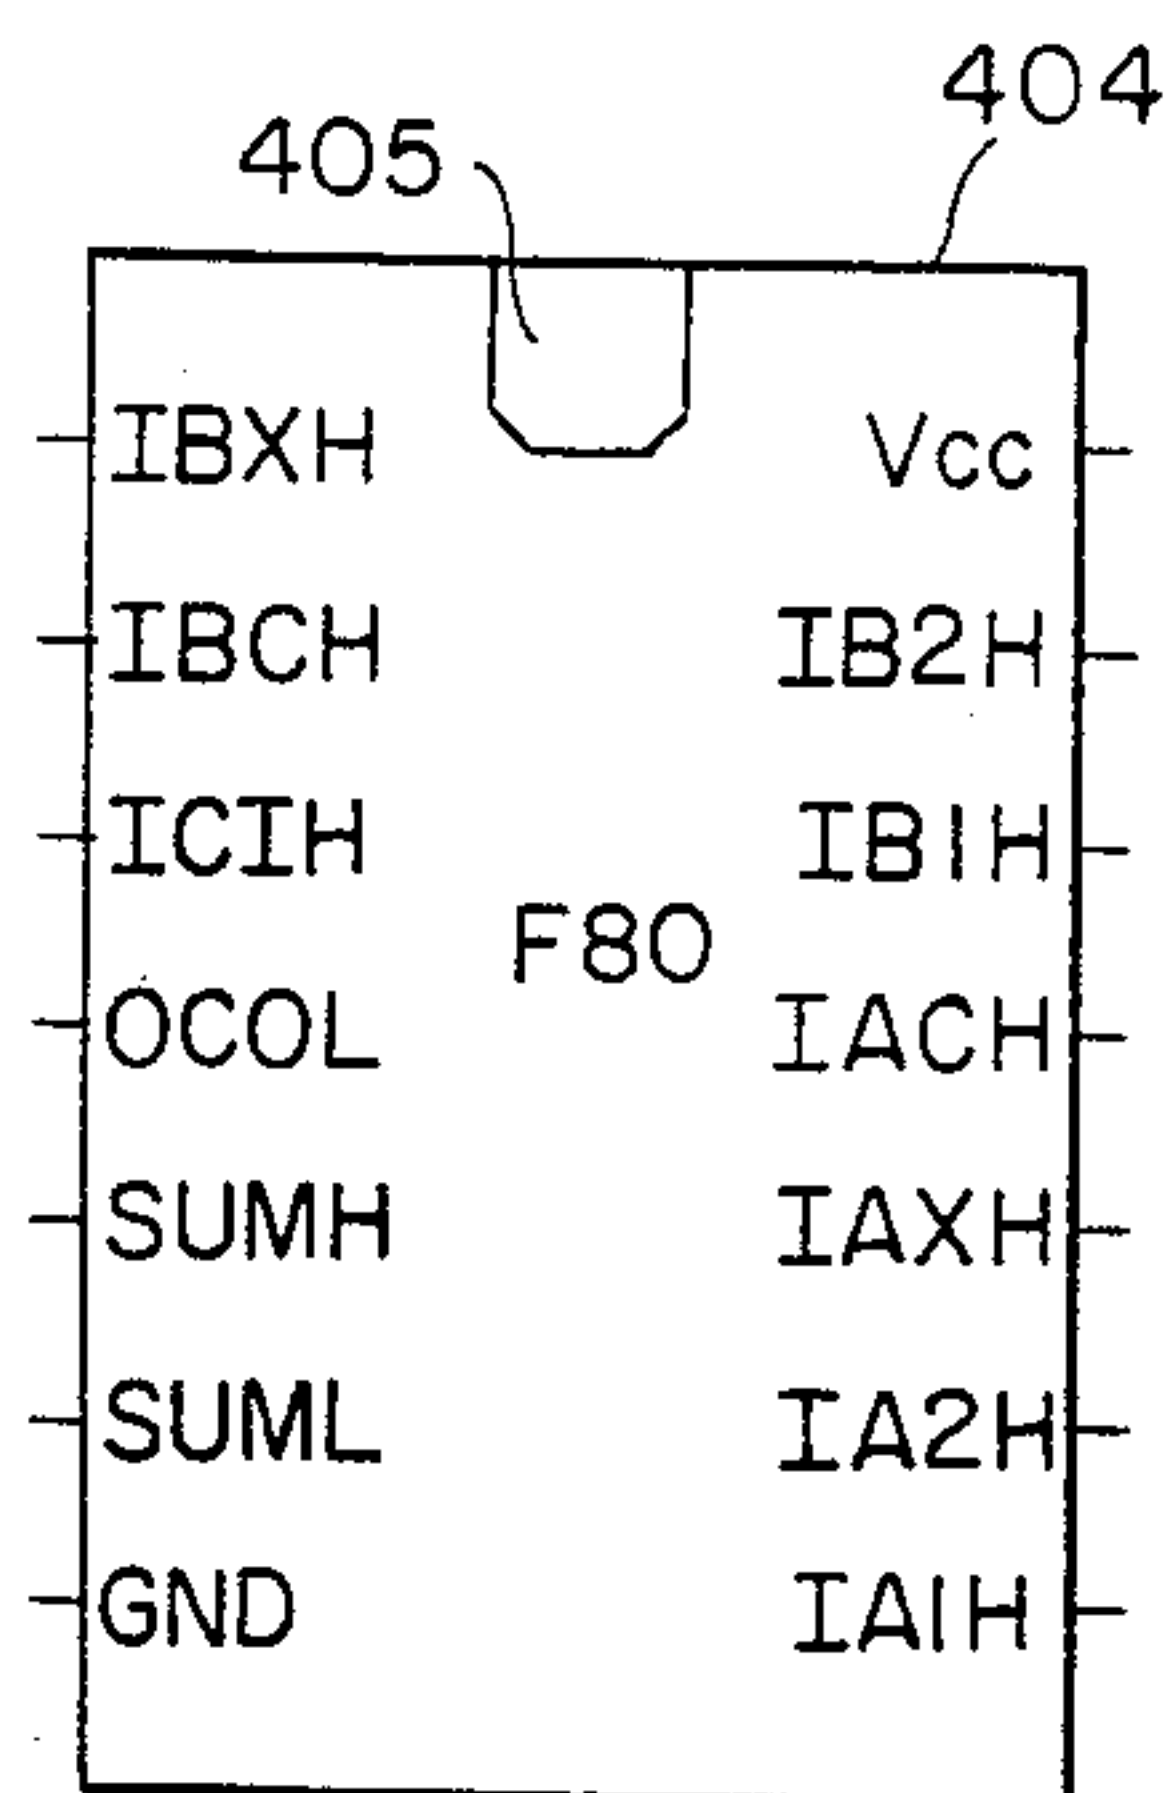 404
405
IBXH Vcc
IBCH IB2H
ICIH IB1H
F80
OCOL IACH
SUMH IAXH
SUML IA2H
GND IA1H